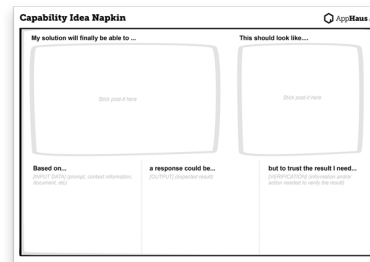 Capability Idea Napkin
AppHaus
My solution will finally be able to ...
This should look like....
Stick post-it here
Stick post-it here
Based on...
[INPUT DATA] (prompt, context information,
document, etc)
a response could be...
[OUTPUT] (expected result)
but to trust the result I need...
[VERIFICATION] (information and/or
action needed to verify the result)